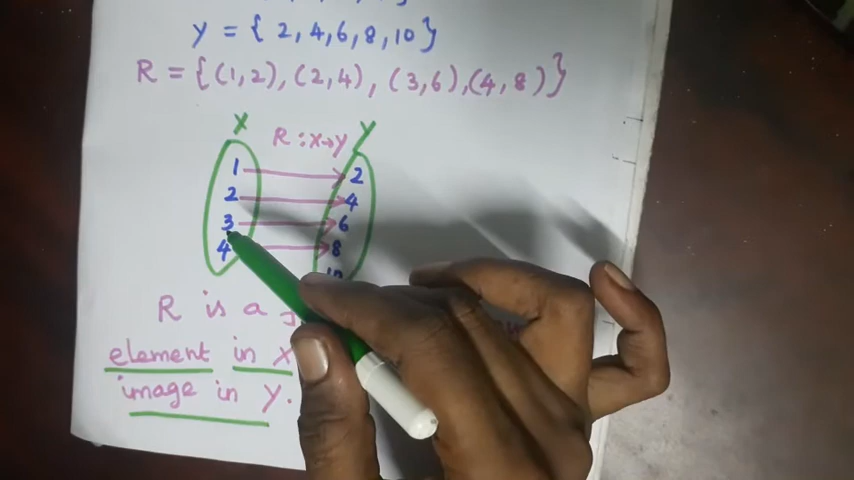 Y = { 2, 4, 6, 8, 10 }
R = { (1, 2), (2, 4), (3, 6), (4, 8) }
X R : X → Y Y
1 2
2 4
3 6
4 8
10
R is a
element in X
image in Y.